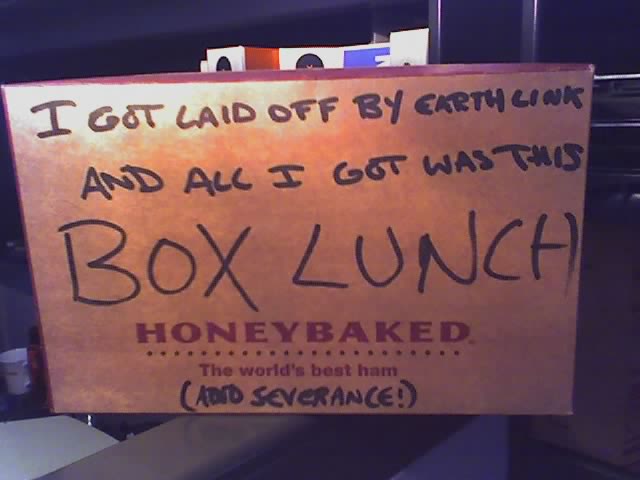 I GOT LAID OFF BY EARTHLINK
AND ALL I GOT WAS THIS
BOX LUNCH
HONEYBAKED
The world's best ham
(AND SEVERANCE!)